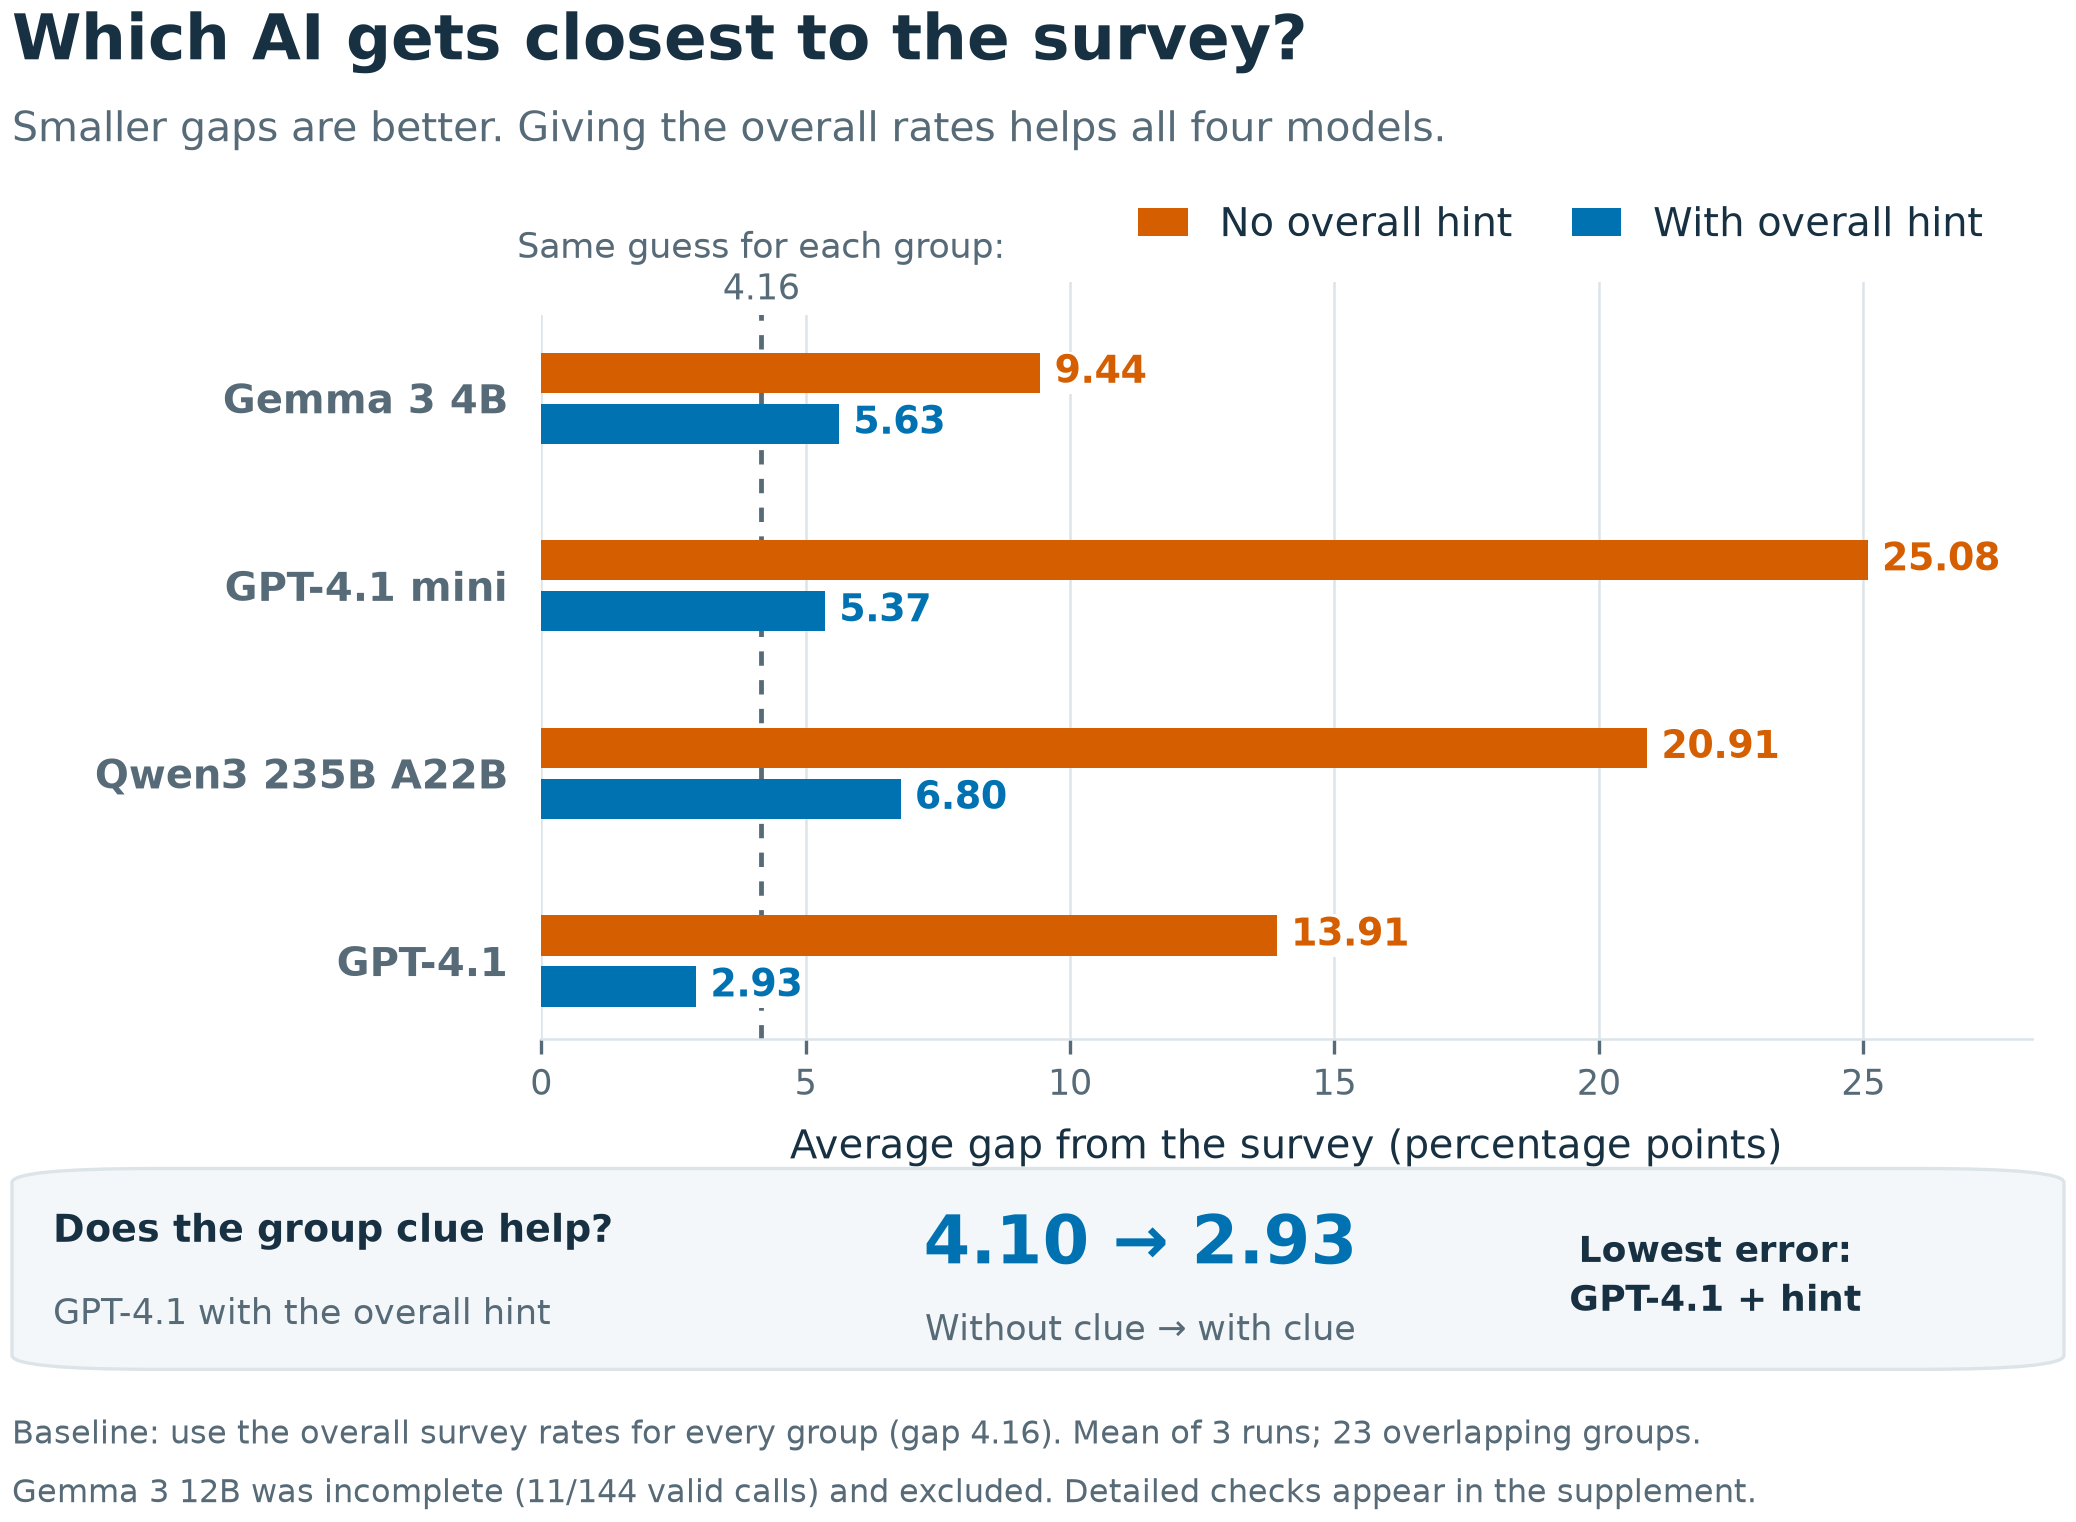 Which AI gets closest to the survey?
Smaller gaps are better. Giving the overall rates helps all four models.
No overall hint
With overall hint
Same guess for each group:
4.16
Gemma 3 4B
9.44
5.63
GPT-4.1 mini
25.08
5.37
Qwen3 235B A22B
20.91
6.80
GPT-4.1
13.91
2.93
0 5 10 15 20 25
Average gap from the survey (percentage points)
Does the group clue help?
GPT-4.1 with the overall hint
4.10 → 2.93
Without clue → with clue
Lowest error:
GPT-4.1 + hint
Baseline: use the overall survey rates for every group (gap 4.16). Mean of 3 runs; 23 overlapping groups.
Gemma 3 12B was incomplete (11/144 valid calls) and excluded. Detailed checks appear in the supplement.